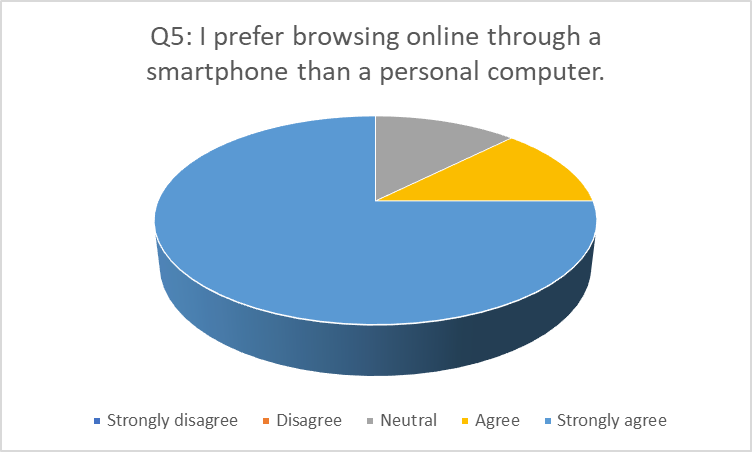 Q5: I prefer browsing online through a
smartphone than a personal computer.
Strongly disagree Disagree Neutral Agree Strongly agree